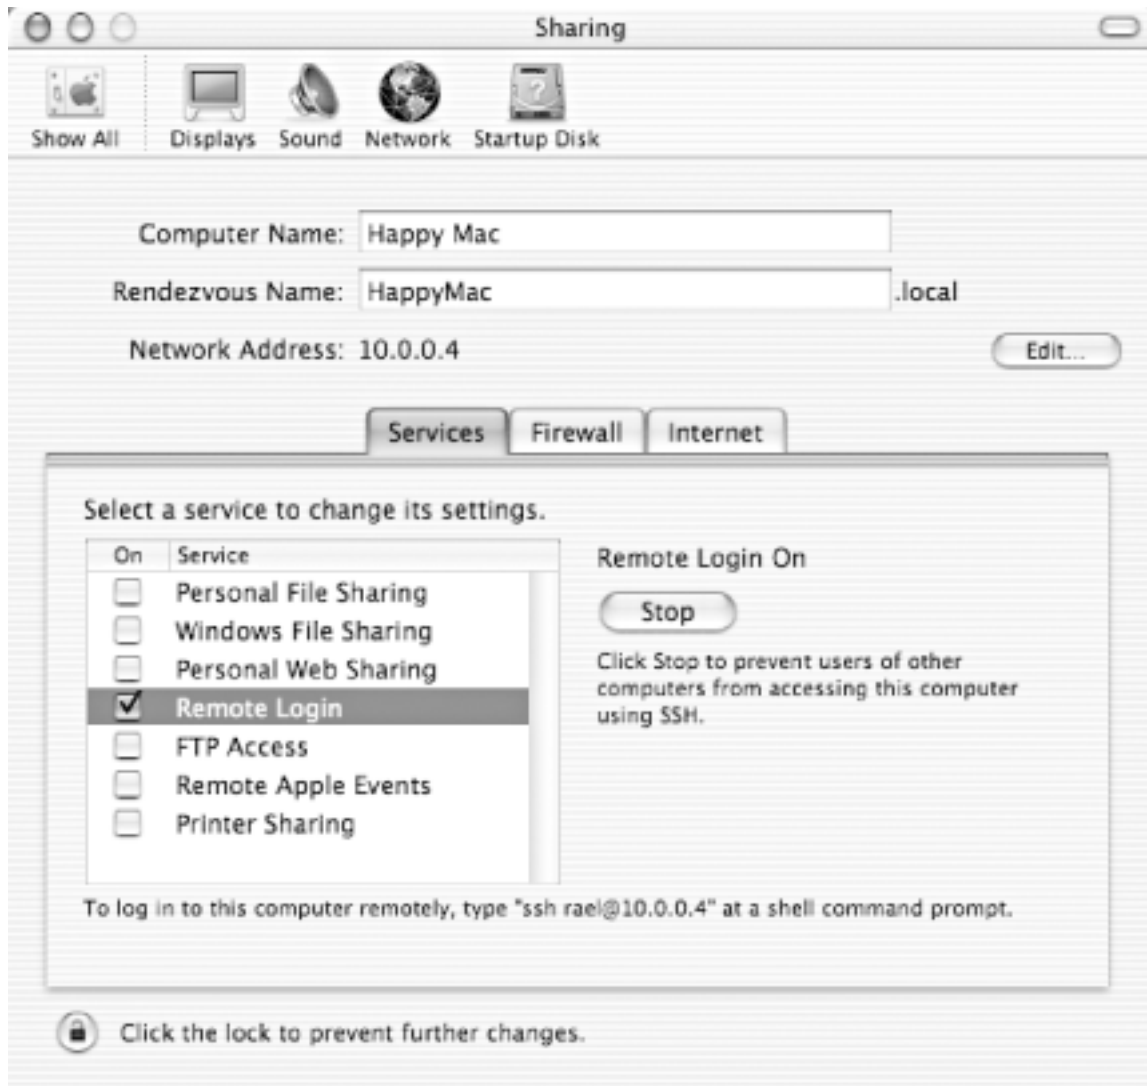 Sharing
Show All Displays Sound Network Startup Disk
Computer Name: Happy Mac
Rendezvous Name: HappyMac .local
Network Address: 10.0.0.4 Edit...
Services Firewall Internet
Select a service to change its settings.
On Service
Personal File Sharing
Windows File Sharing
Personal Web Sharing
Remote Login
FTP Access
Remote Apple Events
Printer Sharing
Remote Login On
Stop
Click Stop to prevent users of other
computers from accessing this computer
using SSH.
To log in to this computer remotely, type "ssh rael@10.0.0.4" at a shell command prompt.
Click the lock to prevent further changes.